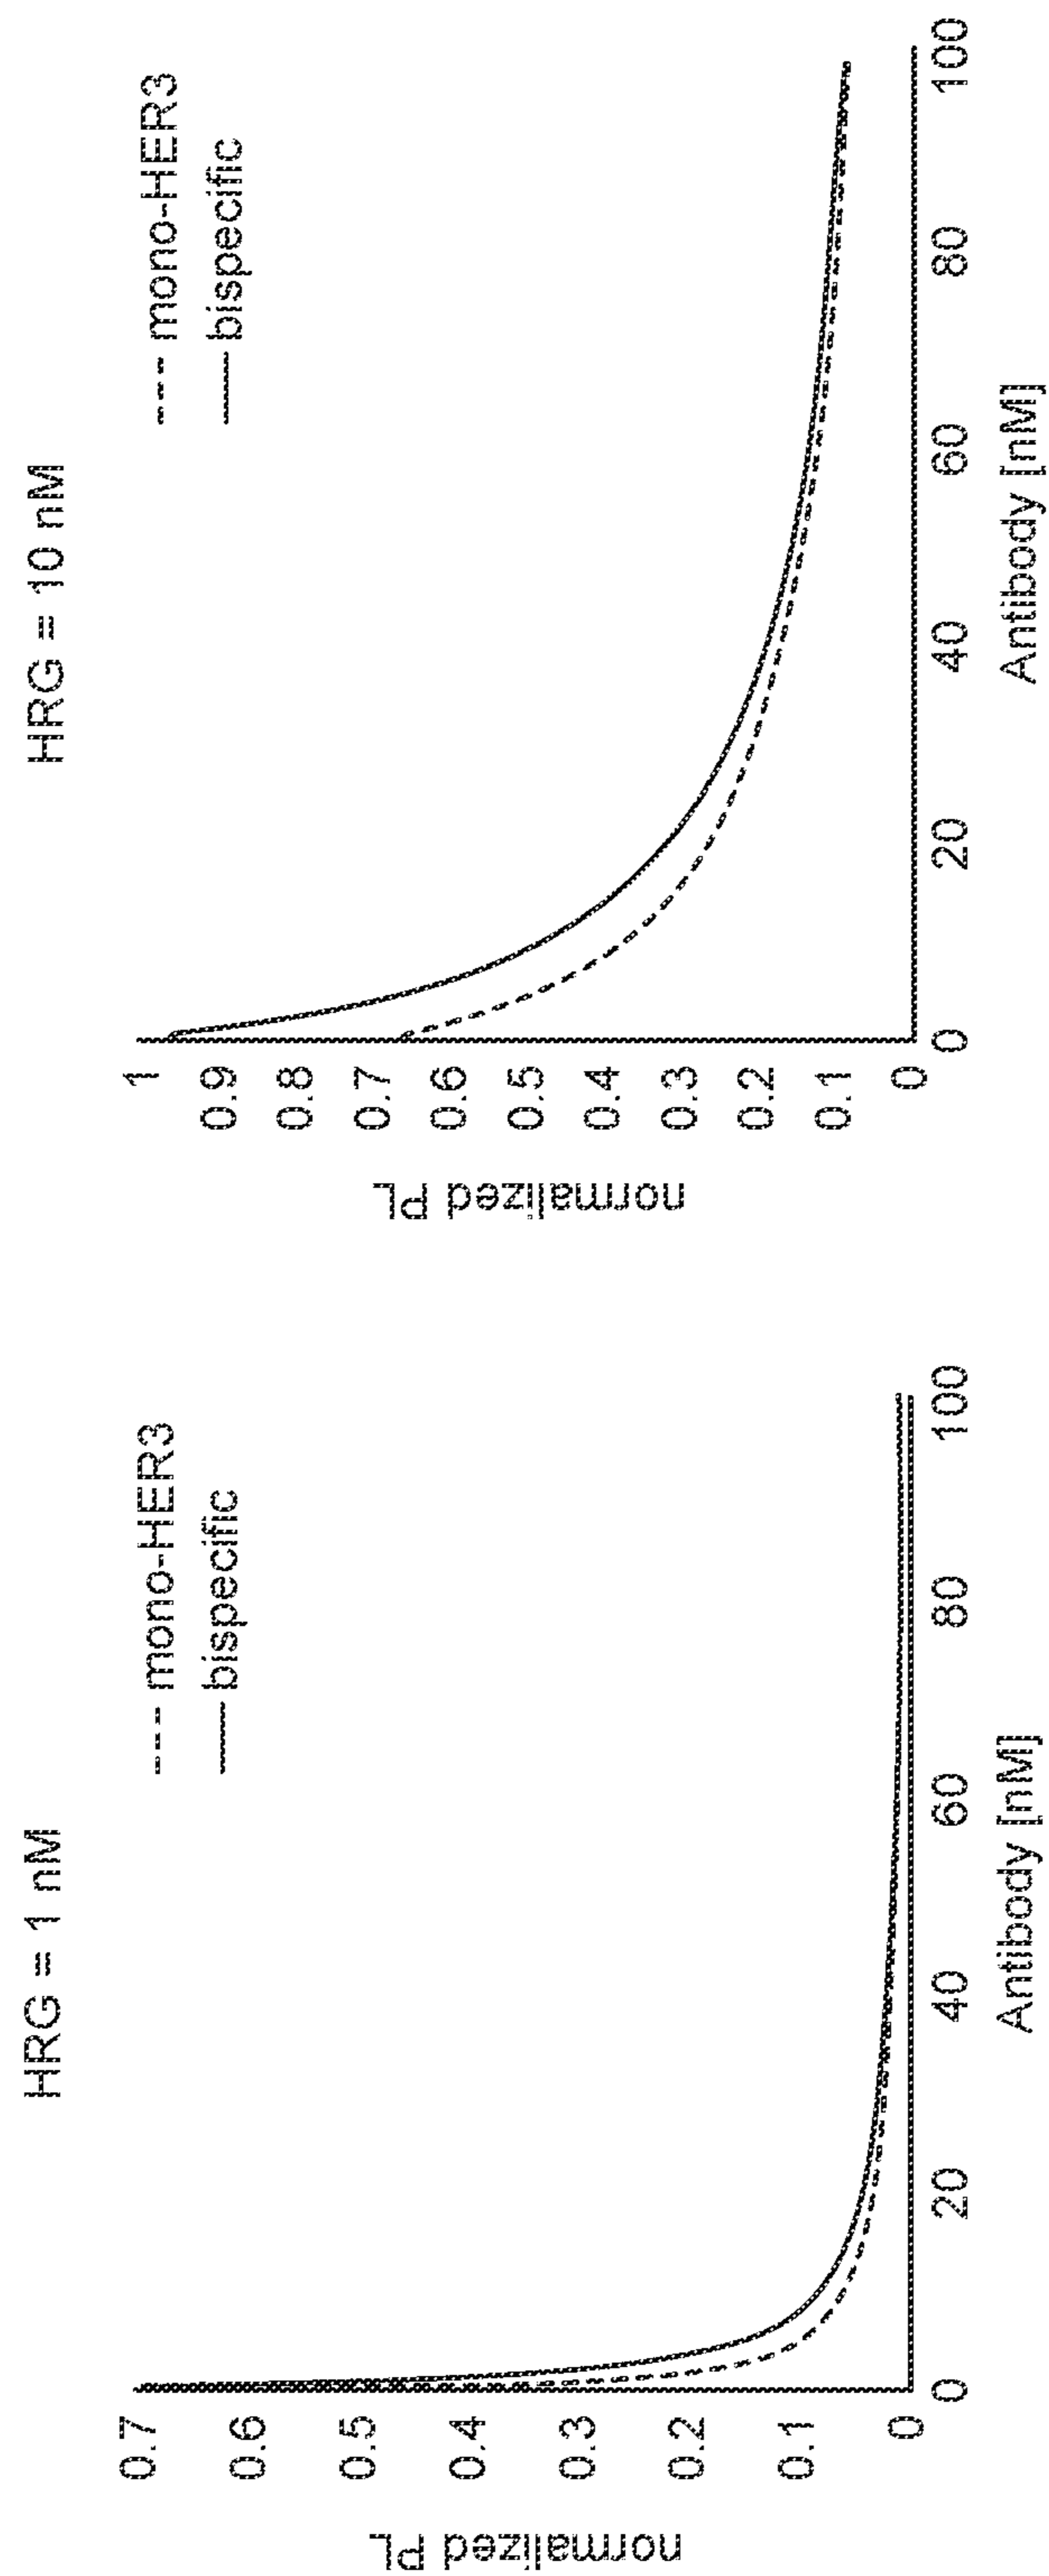 HRG = 1 nM
--- mono-HER3
— bispecific
normalized PL
0.7
0.6
0.5
0.4
0.3
0.2
0.1
0
0 20 40 60 80 100
Antibody [nM]
HRG = 10 nM
--- mono-HER3
— bispecific
normalized PL
1
0.9
0.8
0.7
0.6
0.5
0.4
0.3
0.2
0.1
0
0 20 40 60 80 100
Antibody [nM]